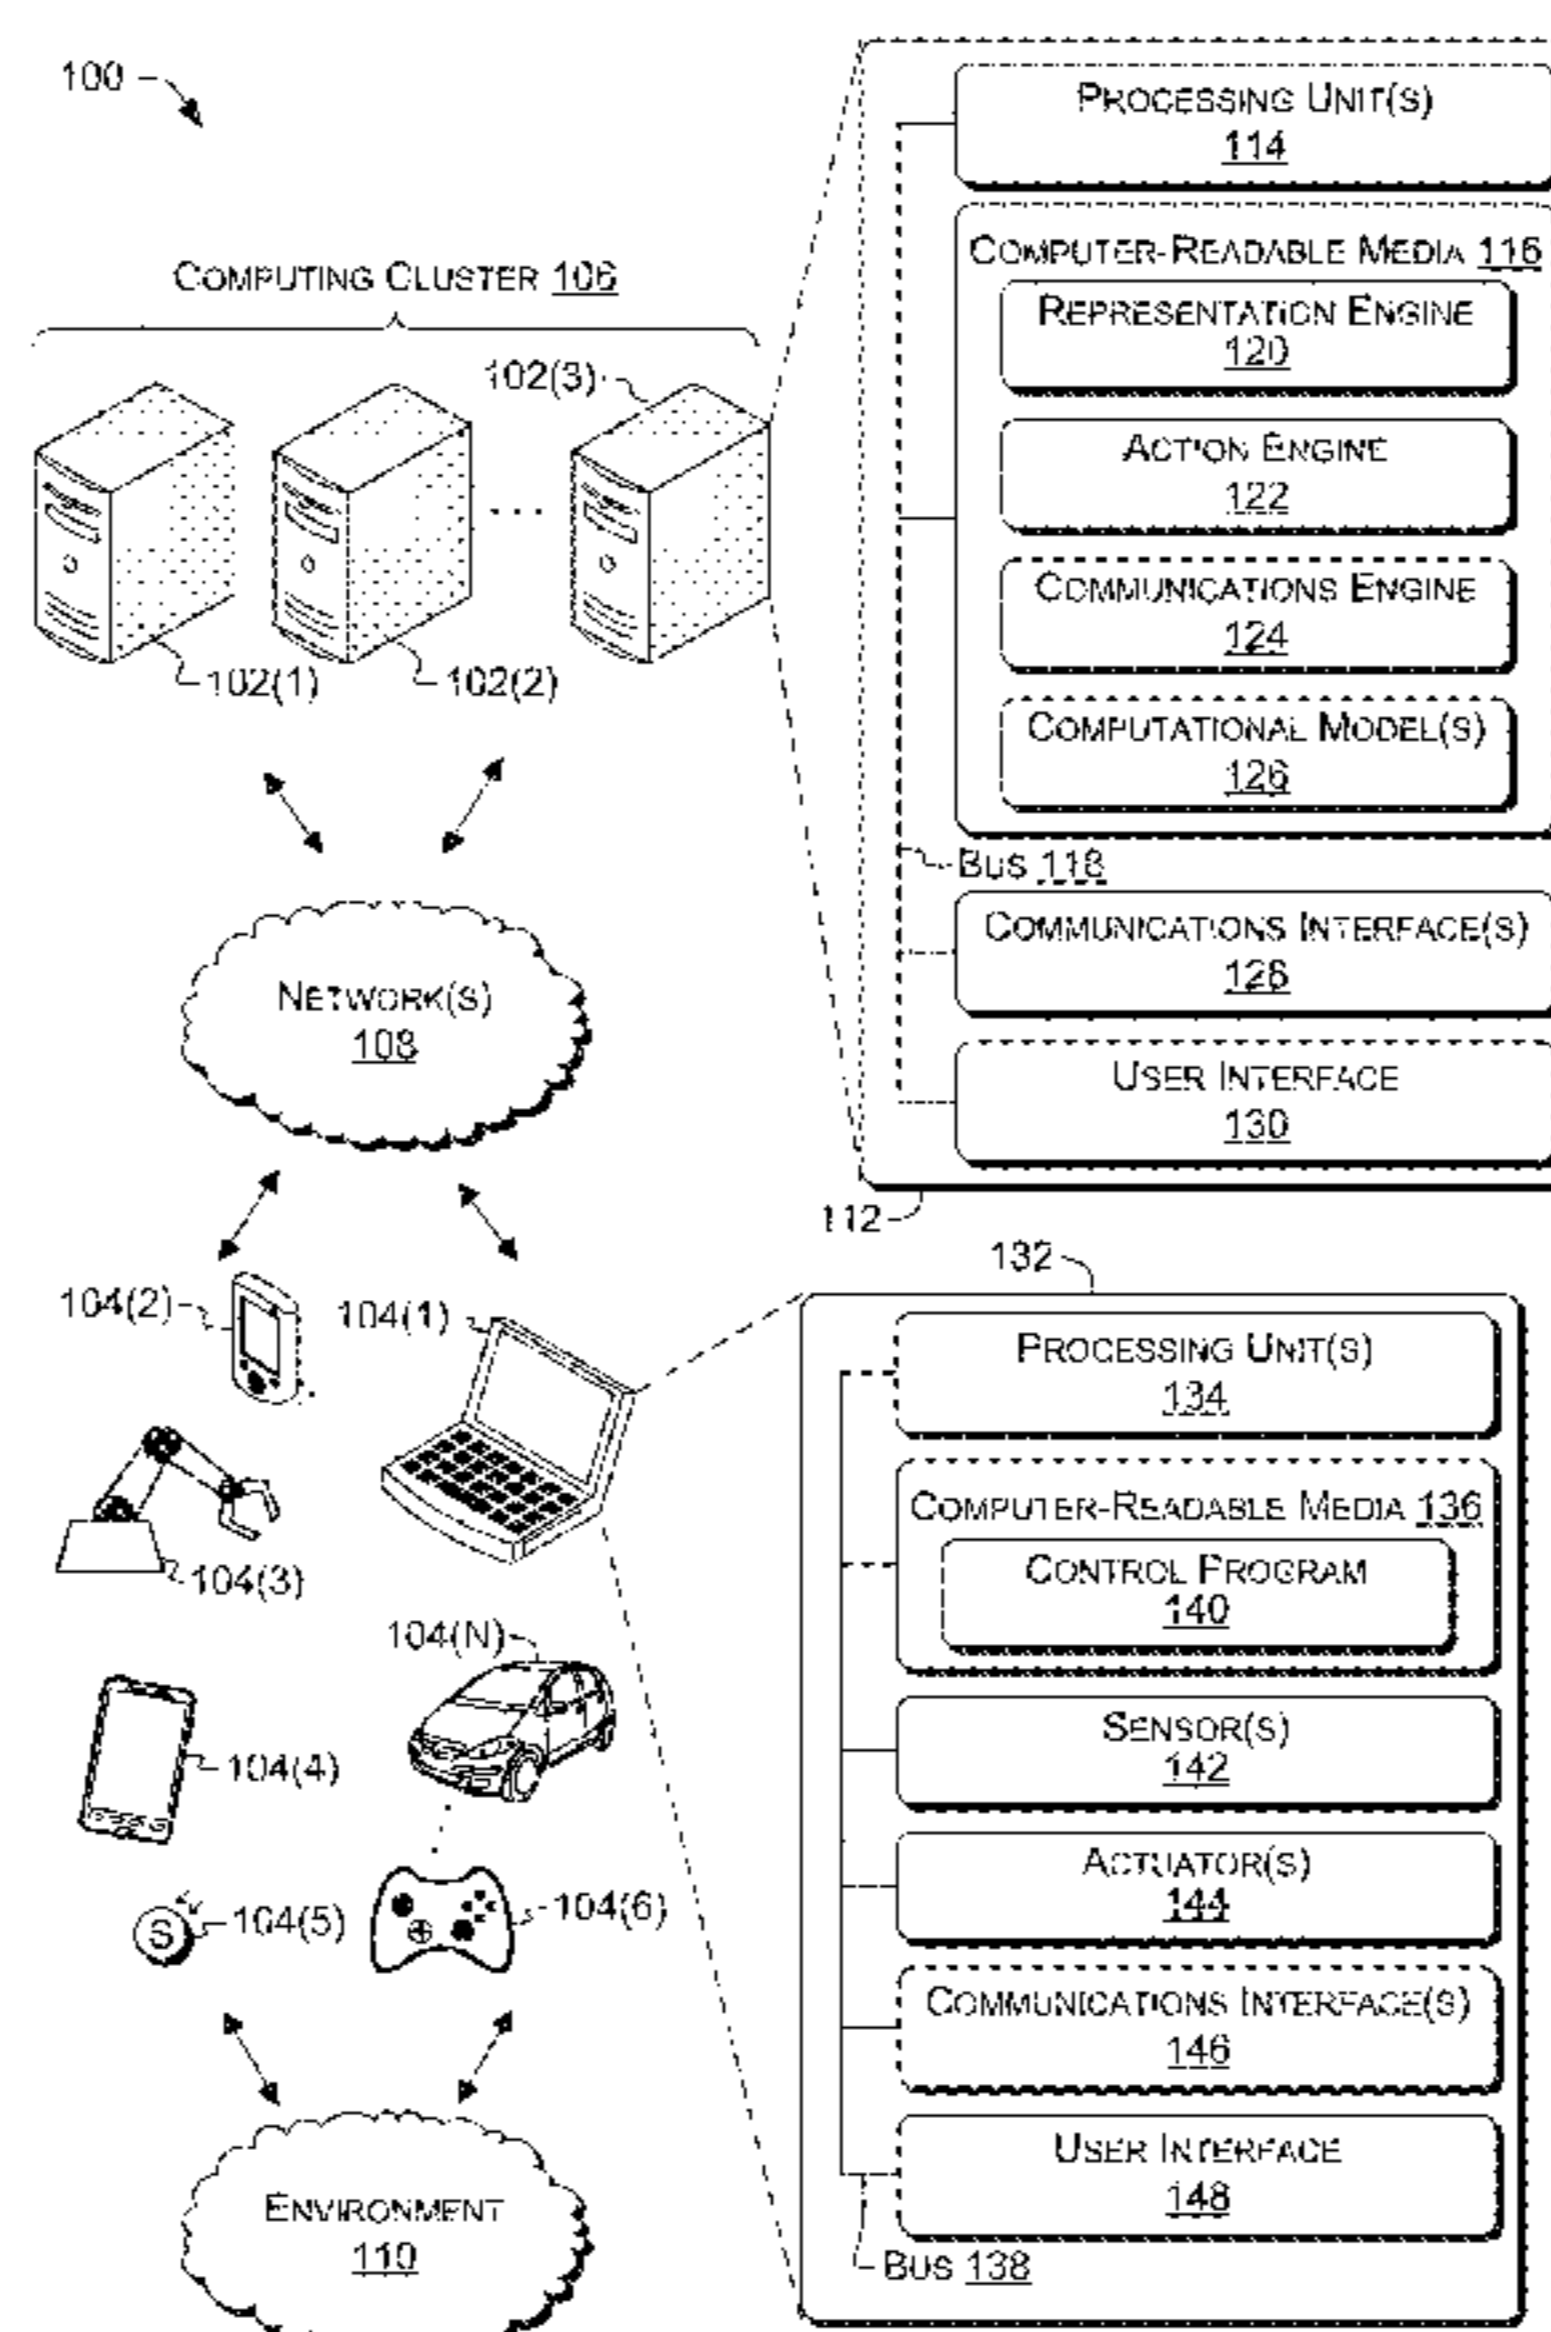 100
PROCESSING UNIT(S)
114
COMPUTER-READABLE MEDIA 116
REPRESENTATION ENGINE
120
ACTION ENGINE
122
COMMUNICATIONS ENGINE
124
COMPUTATIONAL MODEL(S)
126
BUS 118
COMMUNICATIONS INTERFACE(S)
128
USER INTERFACE
130
112
COMPUTING CLUSTER 106
102(3)
102(1)
102(2)
NETWORK(S)
108
104(2)
104(1)
104(3)
104(N)
104(4)
104(5)
S
104(6)
ENVIRONMENT
110
132
PROCESSING UNIT(S)
134
COMPUTER-READABLE MEDIA 136
CONTROL PROGRAM
140
SENSOR(S)
142
ACTUATOR(S)
144
COMMUNICATIONS INTERFACE(S)
146
USER INTERFACE
148
BUS 138